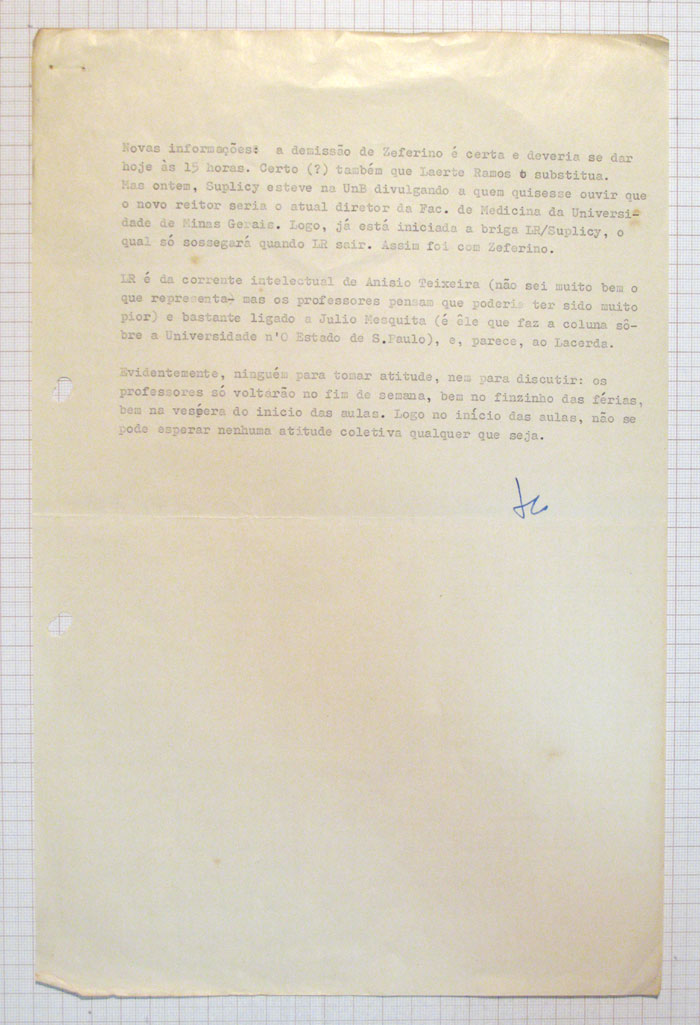 Novas informações: a demissão de Zeferino é certa e deveria se dar
hoje às 15 horas. Certo (?) também que Laerte Ramos o substitua.
Mas ontem, Suplicy esteve na UnB divulgando a quem quisesse ouvir que
o novo reitor seria o atual diretor da Fac. de Medicina da Universi-
dade de Minas Gerais. Logo, já está iniciada a briga LR/Suplicy, o
qual só sossegará quando LR sair. Assim foi com Zeferino.
LR é da corrente intelectual de Anisio Teixeira (não sei muito bem o
que representa- mas os professores pensam que poderia ter sido muito
pior) e bastante ligado a Julio Mesquita (é êle que faz a coluna sô-
bre a Universidade n'O Estado de S.Paulo), e, parece, ao Lacerda.
Evidentemente, ninguém para tomar atitude, nem para discutir: os
professores só voltarão no fim de semana, bem no finzinho das férias,
bem na vespera do inicio das aulas. Logo no início das aulas, não se
pode esperar nenhuma atitude coletiva qualquer que seja.